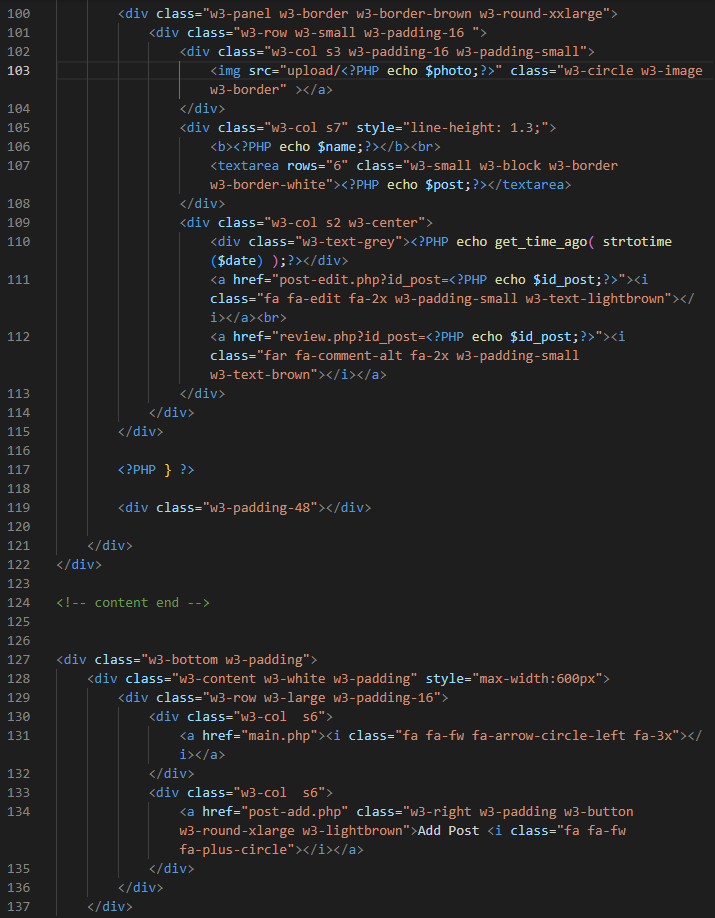 100 <div class="w3-panel w3-border w3-border-brown w3-round-xxlarge">
101 <div class="w3-row w3-small w3-padding-16 ">
102 <div class="w3-col s3 w3-padding-16 w3-padding-small">
103 <img src="upload/<?PHP echo $photo;?>" class="w3-circle w3-image
w3-border" ></a>
104 </div>
105 <div class="w3-col s7" style="line-height: 1.3;">
106 <b><?PHP echo $name;?></b><br>
107 <textarea rows="6" class="w3-small w3-block w3-border
w3-border-white"><?PHP echo $post;?></textarea>
108 </div>
109 <div class="w3-col s2 w3-center">
110 <div class="w3-text-grey"><?PHP echo get_time_ago( strtotime
($date) );?></div>
111 <a href="post-edit.php?id_post=<?PHP echo $id_post;?>"><i
class="fa fa-edit fa-2x w3-padding-small w3-text-lightbrown"></
i></a><br>
112 <a href="review.php?id_post=<?PHP echo $id_post;?>"><i
class="far fa-comment-alt fa-2x w3-padding-small
w3-text-brown"></i></a>
113 </div>
114 </div>
115 </div>
116
117 <?PHP } ?>
118
119 <div class="w3-padding-48"></div>
120
121 </div>
122 </div>
123
124 <!-- content end -->
125
126
127 <div class="w3-bottom w3-padding">
128 <div class="w3-content w3-white w3-padding" style="max-width:600px">
129 <div class="w3-row w3-large w3-padding-16">
130 <div class="w3-col  s6">
131 <a href="main.php"><i class="fa fa-fw fa-arrow-circle-left fa-3x"></
i></a>
132 </div>
133 <div class="w3-col  s6">
134 <a href="post-add.php" class="w3-right w3-padding w3-button
w3-round-xlarge w3-lightbrown">Add Post <i class="fa fa-fw
fa-plus-circle"></i></a>
135 </div>
136 </div>
137 </div>